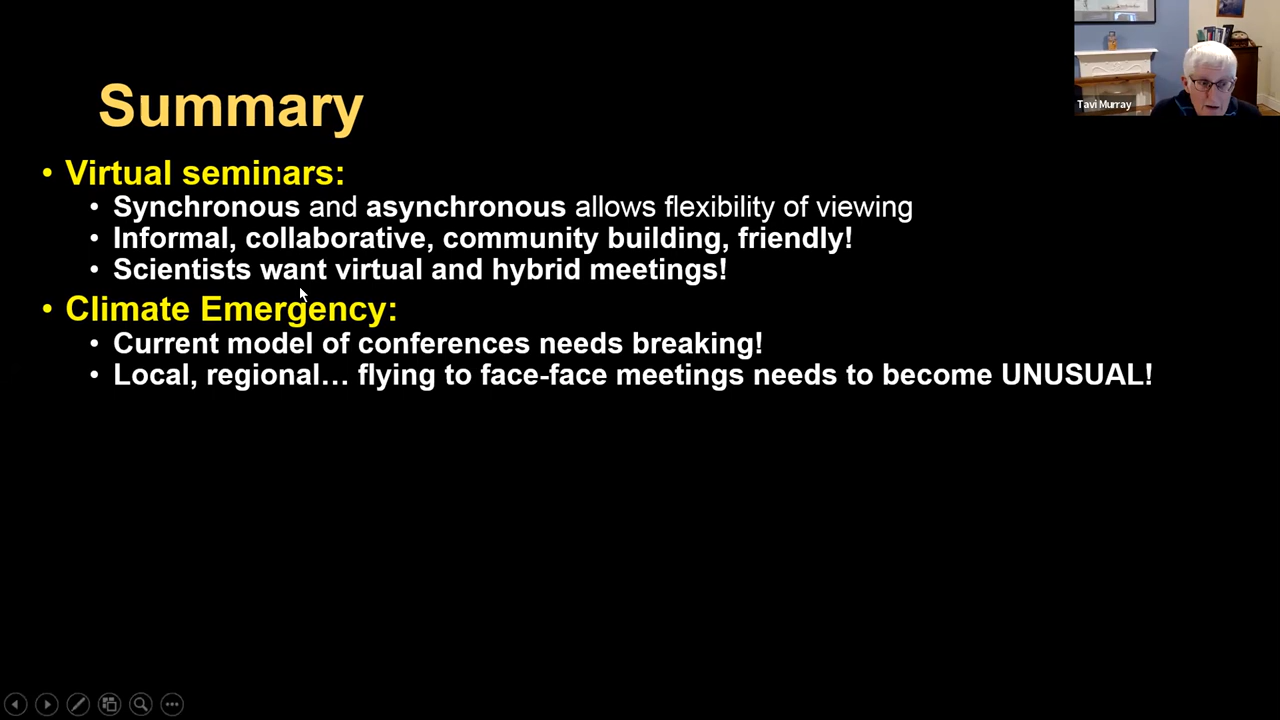 Tavi Murray
Summary
• Virtual seminars:
• Synchronous and asynchronous allows flexibility of viewing
• Informal, collaborative, community building, friendly!
• Scientists want virtual and hybrid meetings!
• Climate Emergency:
• Current model of conferences needs breaking!
• Local, regional… flying to face-face meetings needs to become UNUSUAL!